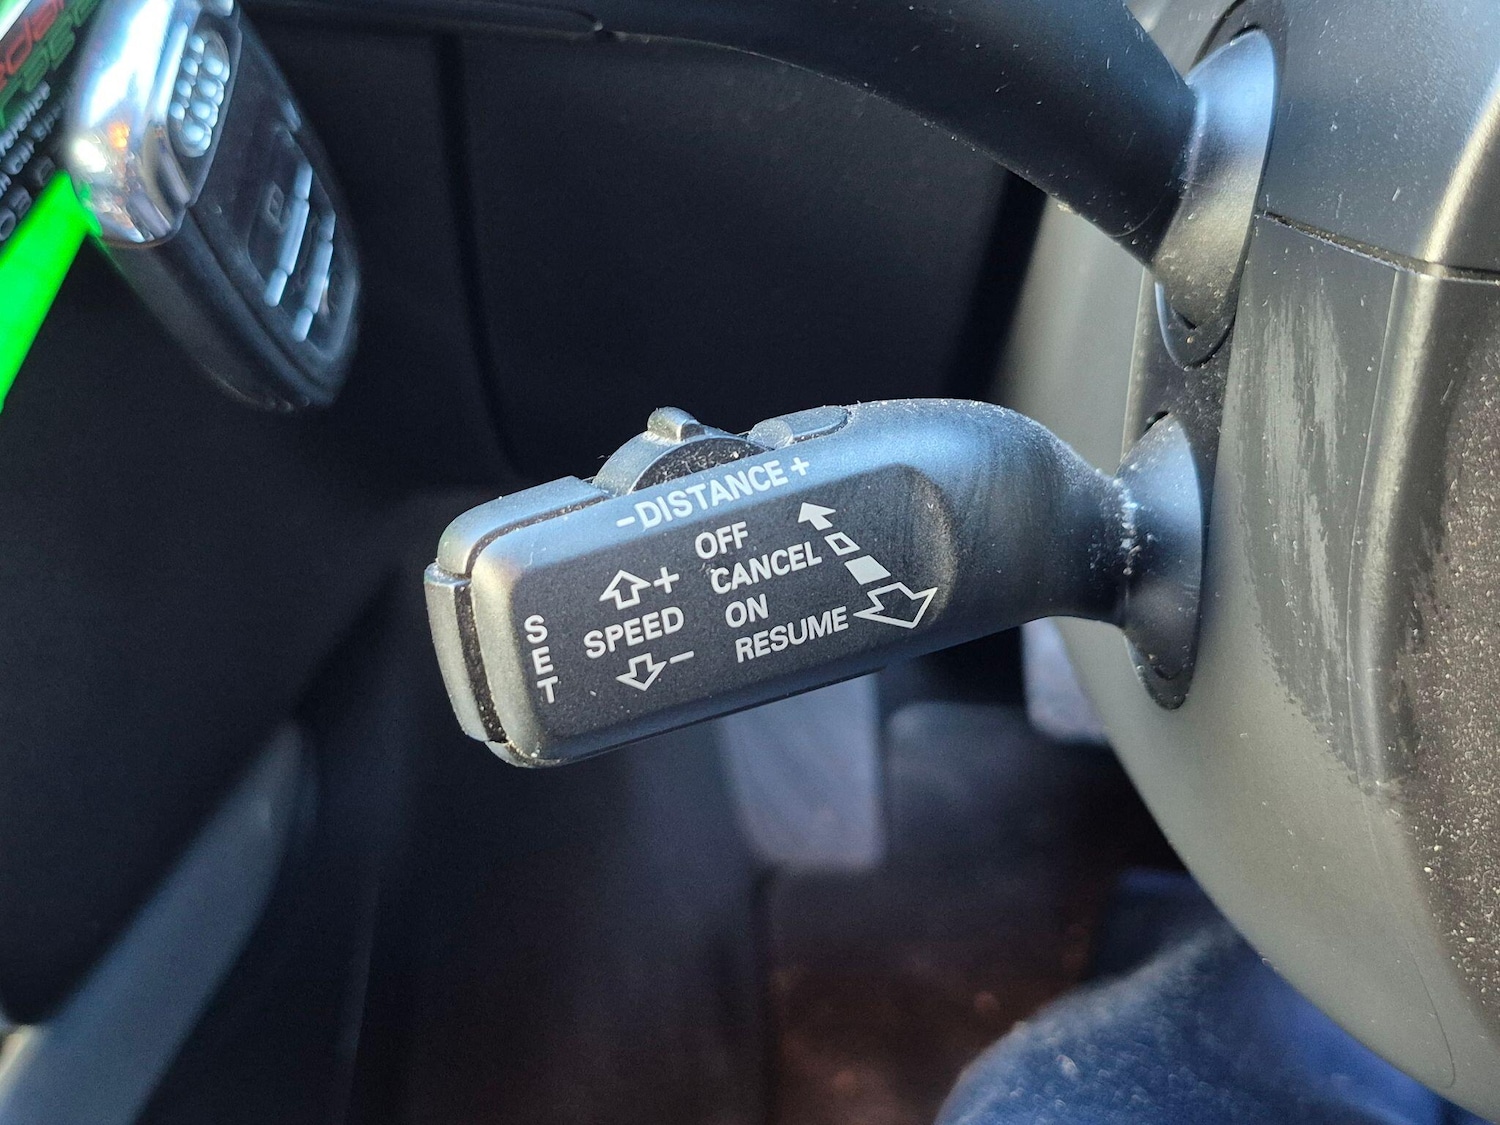 - DISTANCE +
OFF
CANCEL
ON
RESUME
+
SPEED
-
SET